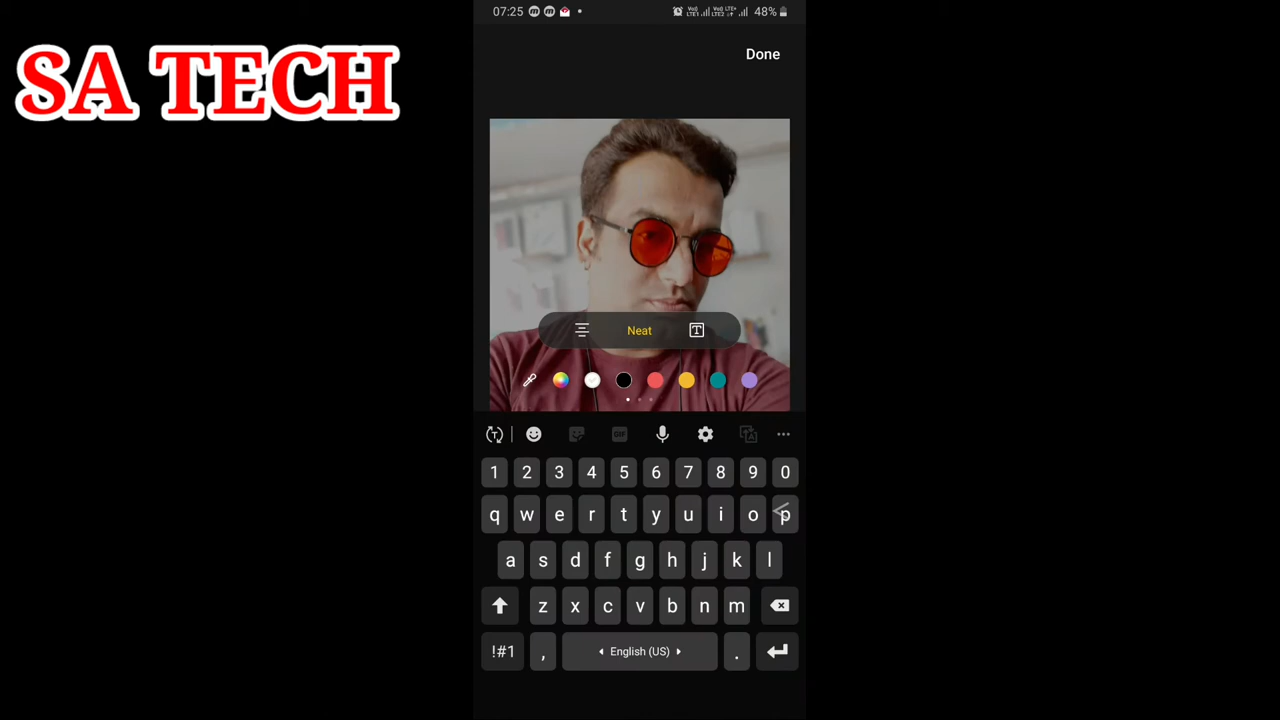 SA TECH
07:25
48%
Done
Neat
GIF
1 2 3 4 5 6 7 8 9 0
q w e r t y u i o p
a s d f g h j k l
z x c v b n m
!#1 , English (US) .